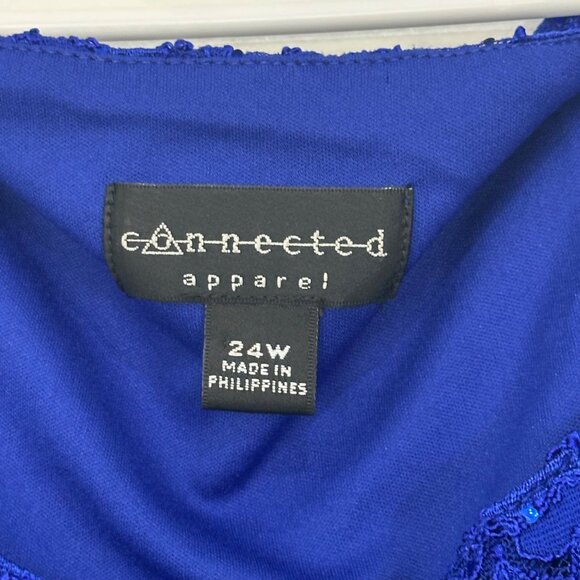 connected
apparel
24W
MADE IN
PHILIPPINES